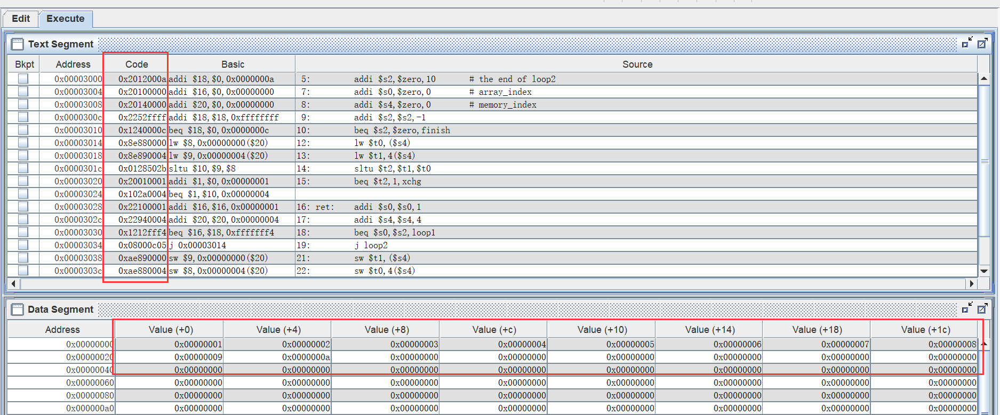 Edit Execute
Text Segment
Bkpt Address Code Basic Source
0x00003000 0x2012000a addi $18,$0,0x0000000a 5: addi $s2,$zero,10 # the end of loop2
0x00003004 0x20100000 addi $16,$0,0x00000000 7: addi $s0,$zero,0 # array_index
0x00003008 0x20140000 addi $20,$0,0x00000000 8: addi $s4,$zero,0 # memory_index
0x0000300c 0x2252ffff addi $18,$18,0xffffffff 9: addi $s2,$s2,-1
0x00003010 0x1240000c beq $18,$0,0x0000000c 10: beq $s2,$zero,finish
0x00003014 0x8e880000 lw $8,0x00000000($20) 12: lw $t0,($s4)
0x00003018 0x8e890004 lw $9,0x00000004($20) 13: lw $t1,4($s4)
0x0000301c 0x0128502b sltu $10,$9,$8 14: sltu $t2,$t1,$t0
0x00003020 0x20010001 addi $1,$0,0x00000001 15: beq $t2,1,xchg
0x00003024 0x102a0004 beq $1,$10,0x00000004
0x00003028 0x22100001 addi $16,$16,0x00000001 16: ret: addi $s0,$s0,1
0x0000302c 0x22940004 addi $20,$20,0x00000004 17: addi $s4,$s4,4
0x00003030 0x1212fff4 beq $16,$18,0xfffffff4 18: beq $s0,$s2,loop1
0x00003034 0x08000c05 j 0x00003014 19: j loop2
0x00003038 0xae890000 sw $9,0x00000000($20) 21: sw $t1,($s4)
0x0000303c 0xae880004 sw $8,0x00000004($20) 22: sw $t0,4($s4)
Data Segment
Address Value (+0) Value (+4) Value (+8) Value (+c) Value (+10) Value (+14) Value (+18) Value (+1c)
0x00000000 0x00000001 0x00000002 0x00000003 0x00000004 0x00000005 0x00000006 0x00000007 0x00000008
0x00000020 0x00000009 0x0000000a 0x00000000 0x00000000 0x00000000 0x00000000 0x00000000 0x00000000
0x00000040 0x00000000 0x00000000 0x00000000 0x00000000 0x00000000 0x00000000 0x00000000 0x00000000
0x00000060 0x00000000 0x00000000 0x00000000 0x00000000 0x00000000 0x00000000 0x00000000 0x00000000
0x00000080 0x00000000 0x00000000 0x00000000 0x00000000 0x00000000 0x00000000 0x00000000 0x00000000
0x000000a0 0x00000000 0x00000000 0x00000000 0x00000000 0x00000000 0x00000000 0x00000000 0x00000000